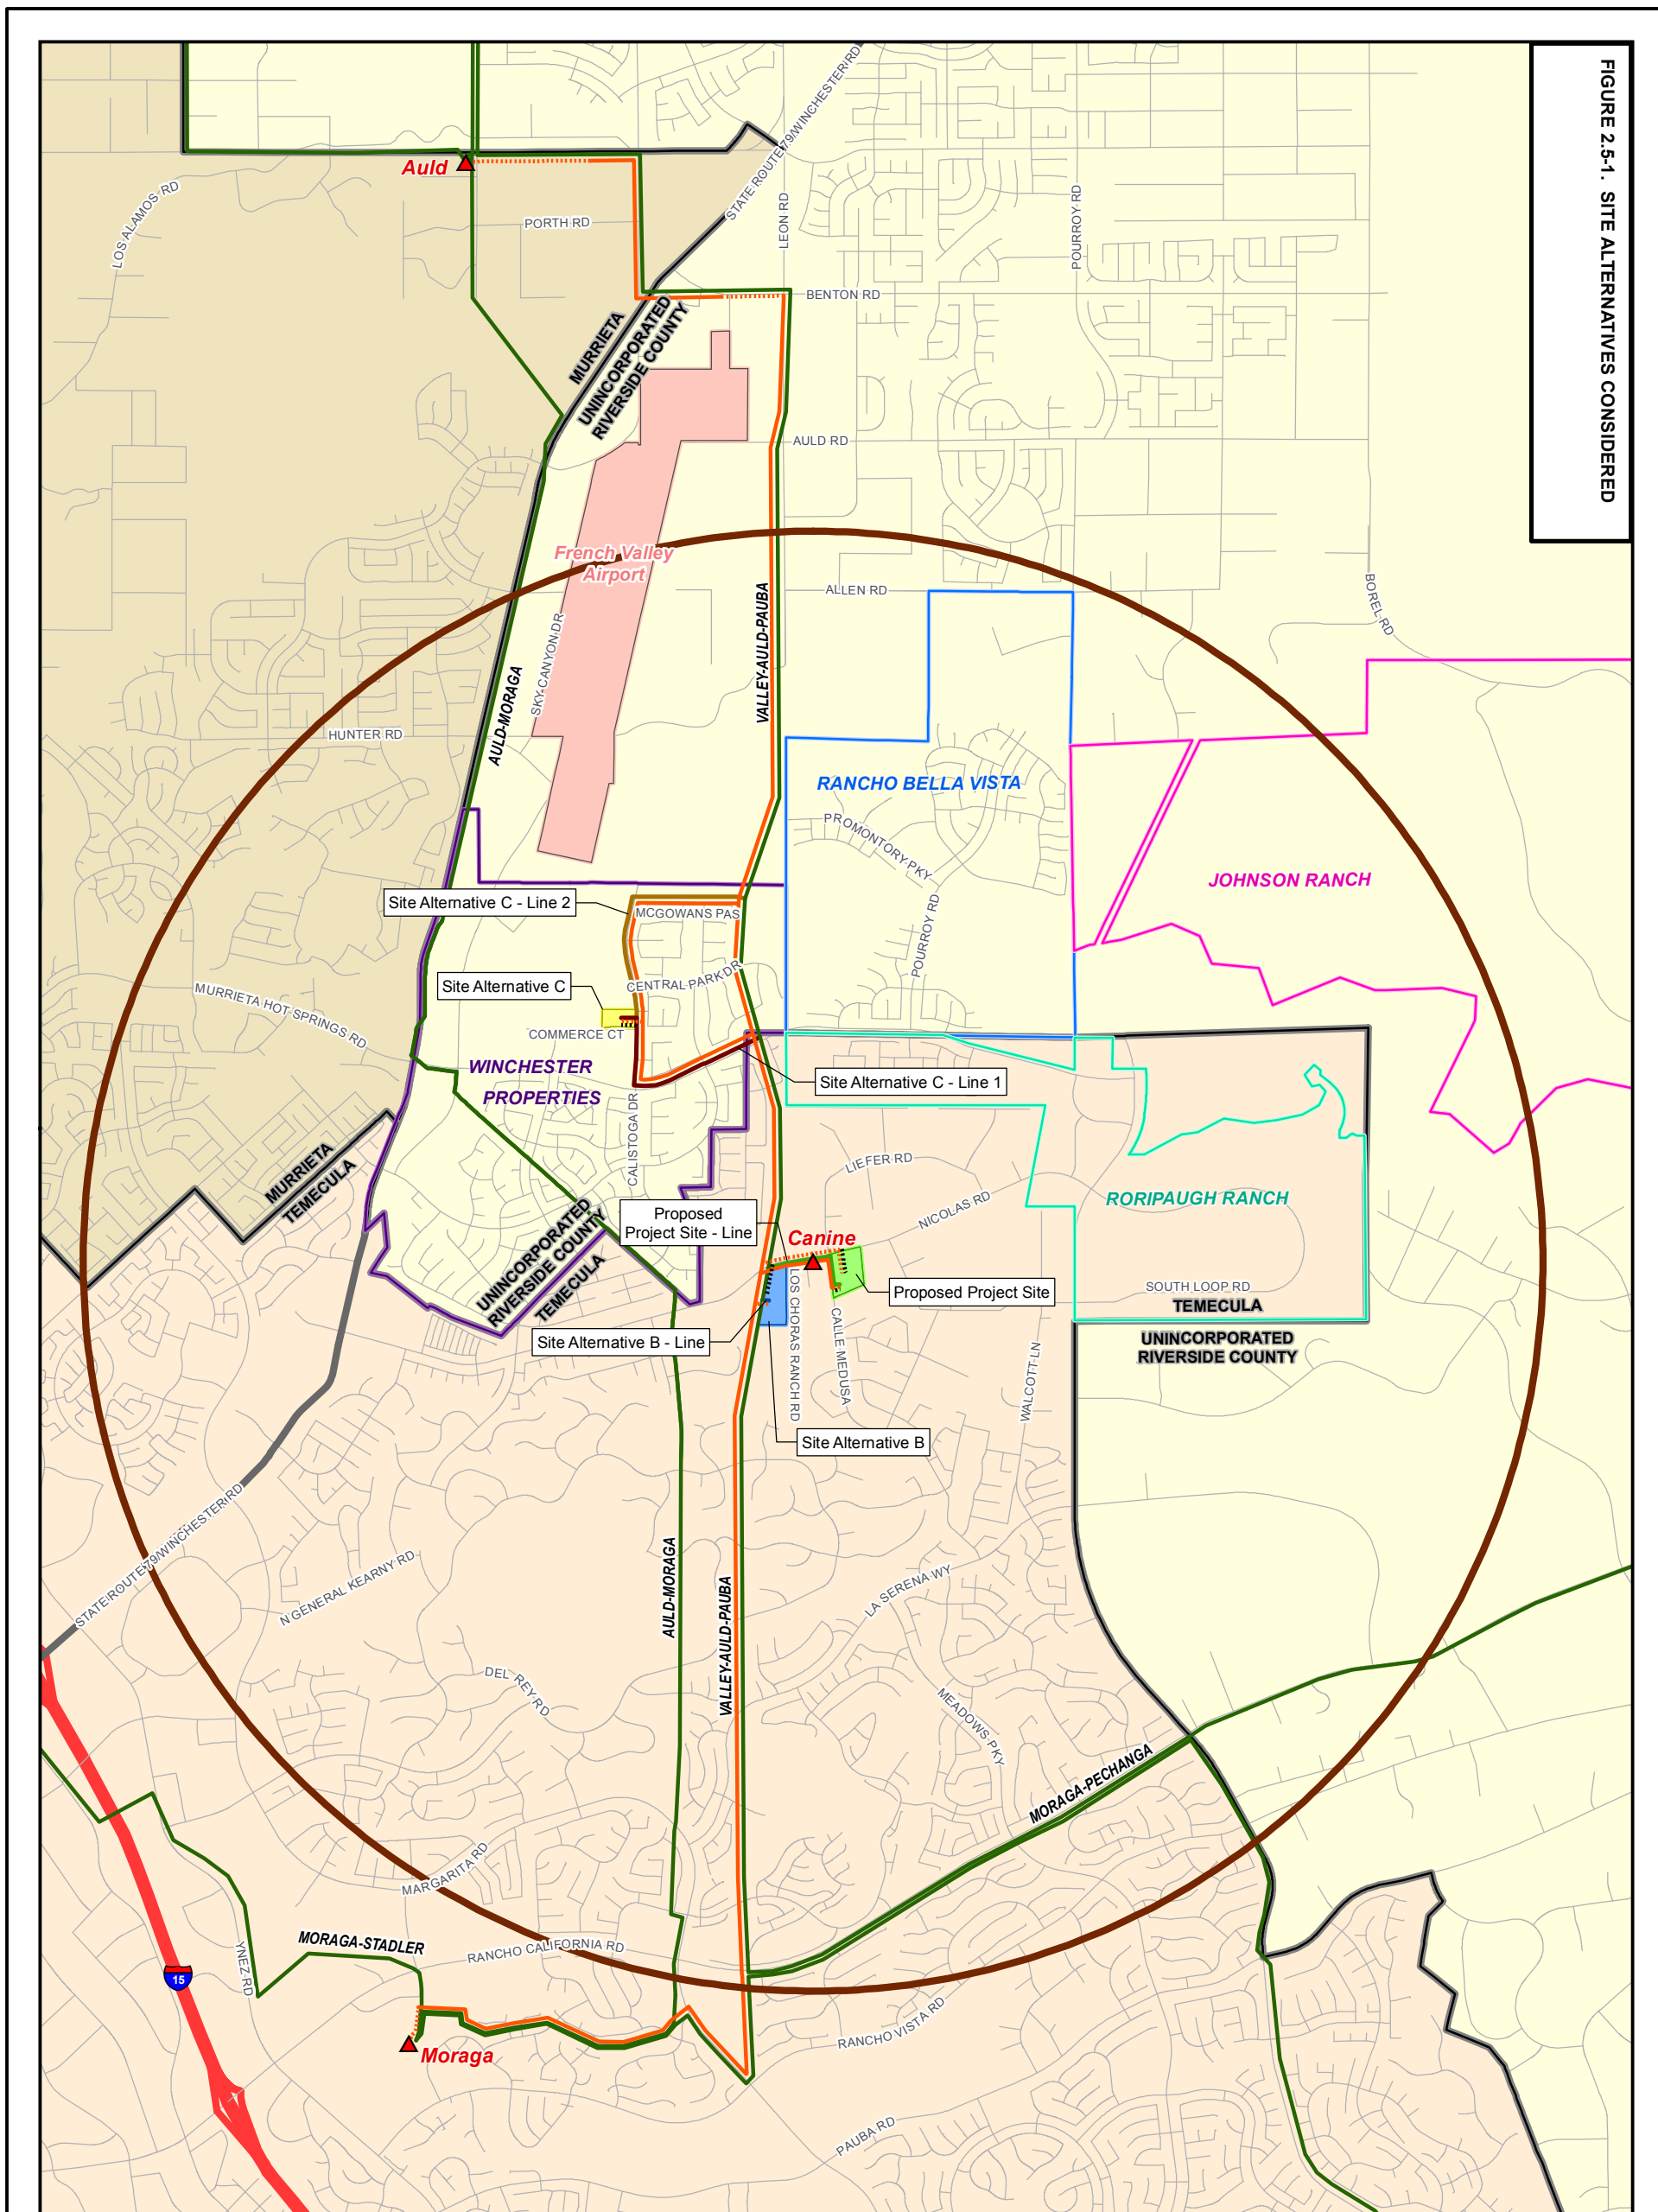 FIGURE 2.5-1. SITE ALTERNATIVES CONSIDERED
STATE ROUTE 79/WINCHESTER RD
Auld
LOS ALAMOS RD
PORTH RD
LEON RD
POURROY RD
BENTON RD
MURRIETA
UNINCORPORATED
RIVERSIDE COUNTY
AULD RD
French Valley
Airport
ALLEN RD
BOREL RD
VALLEY-AULD-PAUBA
SKY CANYON DR
AULD-MORAGA
HUNTER RD
RANCHO BELLA VISTA
PROMONTORY PKY
JOHNSON RANCH
Site Alternative C - Line 2
MCGOWANS PAS
POURROY RD
CENTRAL PARK DR
Site Alternative C
MURRIETA HOT SPRINGS RD
COMMERCE CT
WINCHESTER
PROPERTIES
Site Alternative C - Line 1
CALISTOGA DR
MURRIETA
TEMECULA
LIEFER RD
RORIPAUGH RANCH
NICOLAS RD
Proposed
Project Site - Line
UNINCORPORATED
RIVERSIDE COUNTY
TEMECULA
Canine
Proposed Project Site
SOUTH LOOP RD
TEMECULA
UNINCORPORATED
RIVERSIDE COUNTY
Site Alternative B - Line
LOS CHORAS RANCH RD
CALLE MEDUSA
WALCOTT LN
Site Alternative B
STATE ROUTE 79/WINCHESTER RD
N GENERAL KEARNY RD
AULD-MORAGA
VALLEY-AULD-PAUBA
LA SERENA WY
DEL REY RD
MEADOWS PKY
MORAGA-PECHANGA
MARGARITA RD
MORAGA-STADLER
RANCHO CALIFORNIA RD
YNEZ RD
15
RANCHO VISTA RD
Moraga
PAUBA RD